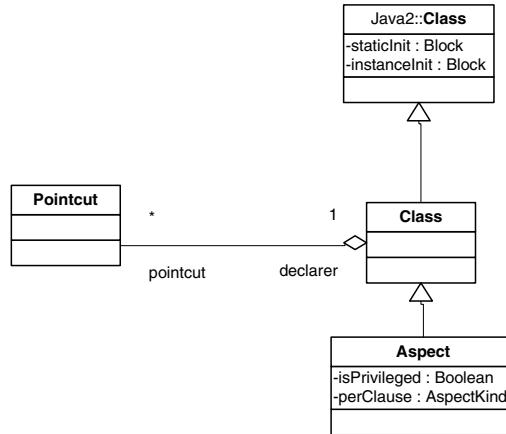 Java2::Class
-staticInit : Block
-instanceInit : Block
Pointcut
*
1
Class
pointcut
declarer
Aspect
-isPrivileged : Boolean
-perClause : AspectKind